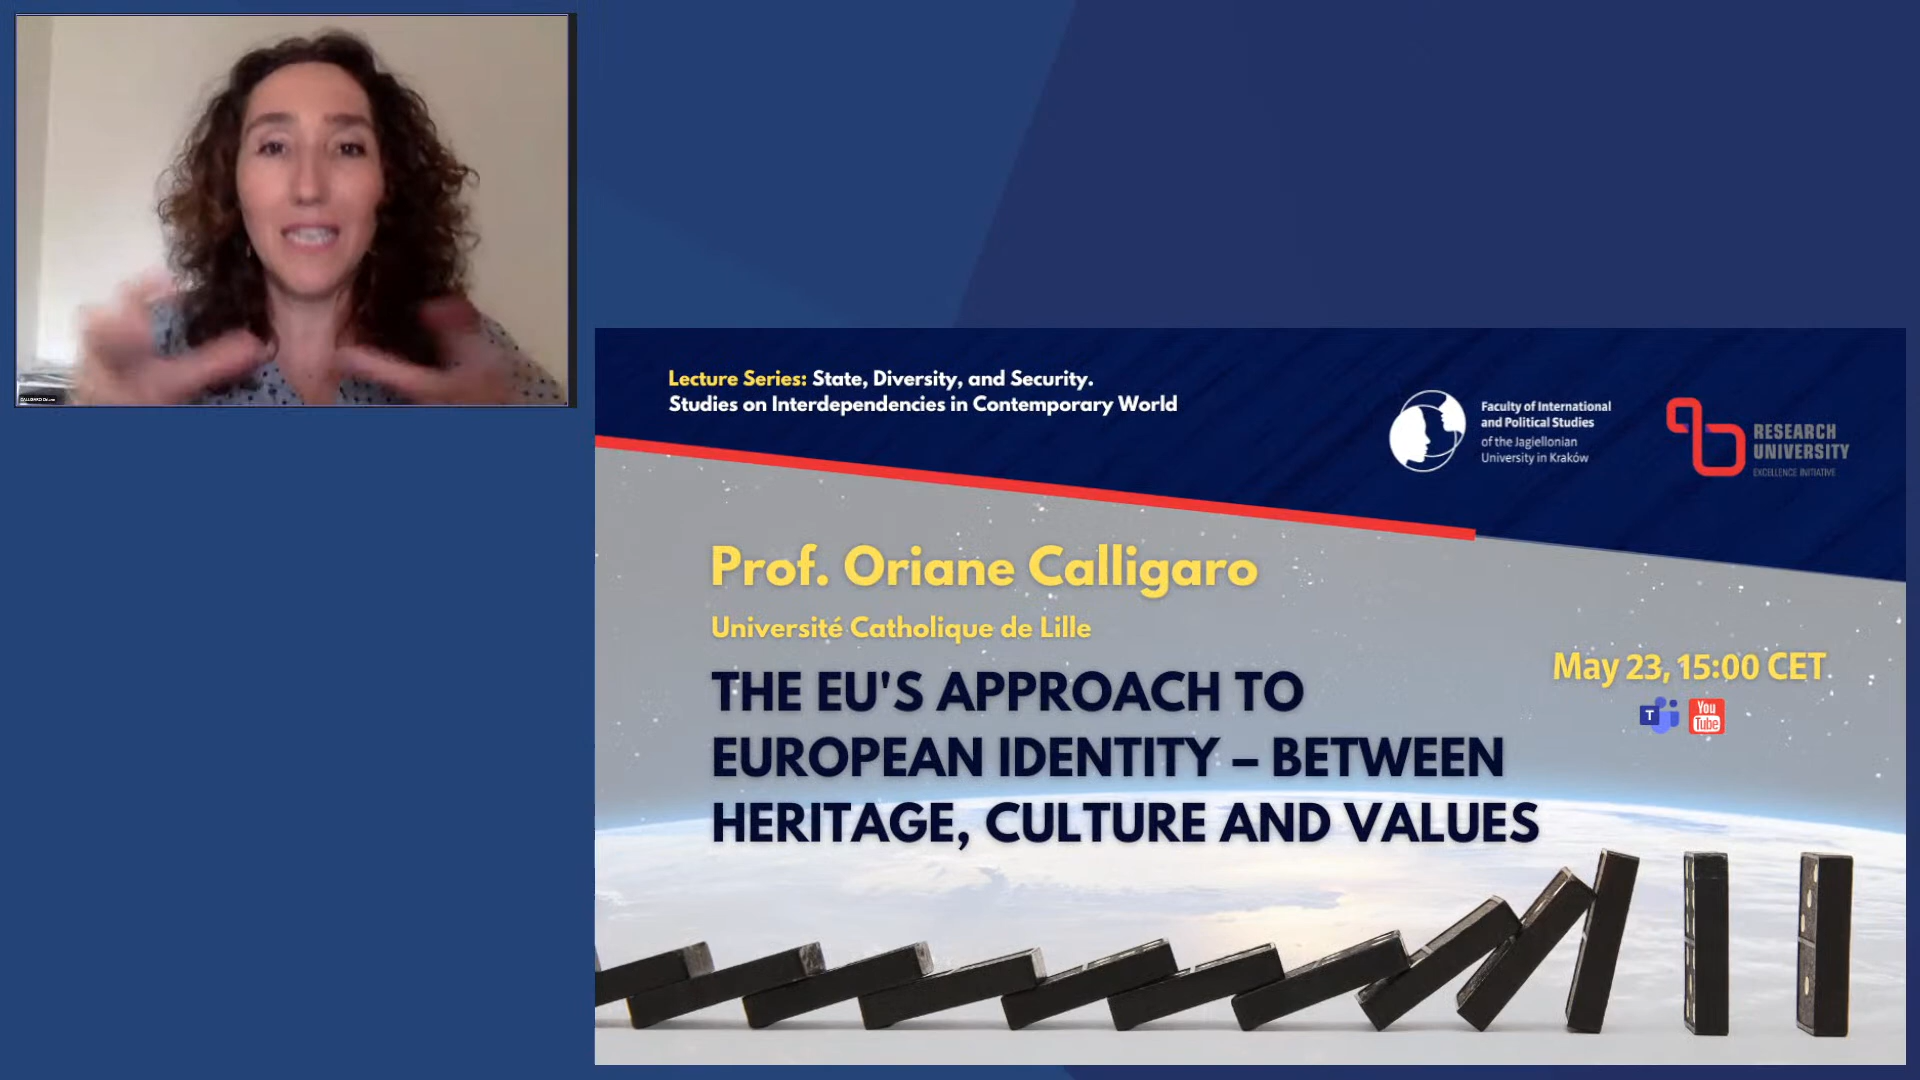 CALLIGARO Oriane
Lecture Series: State, Diversity, and Security.
Studies on Interdependencies in Contemporary World
Faculty of International
and Political Studies
of the Jagiellonian
University in Kraków
RESEARCH
UNIVERSITY
EXCELLENCE INITIATIVE
Prof. Oriane Calligaro
Université Catholique de Lille
THE EU'S APPROACH TO
EUROPEAN IDENTITY – BETWEEN
HERITAGE, CULTURE AND VALUES
May 23, 15:00 CET
T
You
Tube